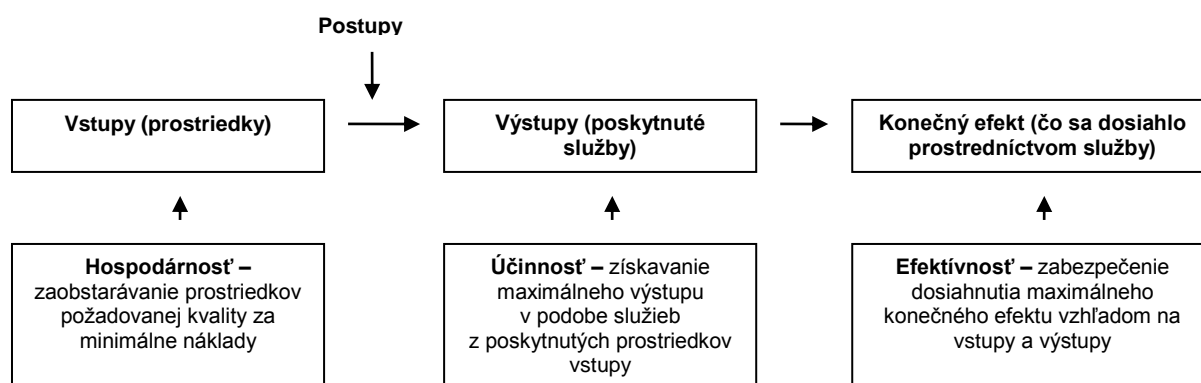 Postupy
Vstupy (prostriedky)
Výstupy (poskytnuté
služby)
Konečný efekt (čo sa dosiahlo
prostredníctvom služby)
Hospodárnosť –
zaobstarávanie prostriedkov
požadovanej kvality za
minimálne náklady
Účinnosť – získavanie
maximálneho výstupu
v podobe služieb
z poskytnutých prostriedkov
vstupy
Efektívnosť – zabezpečenie
dosiahnutia maximálneho
konečného efektu vzhľadom na
vstupy a výstupy